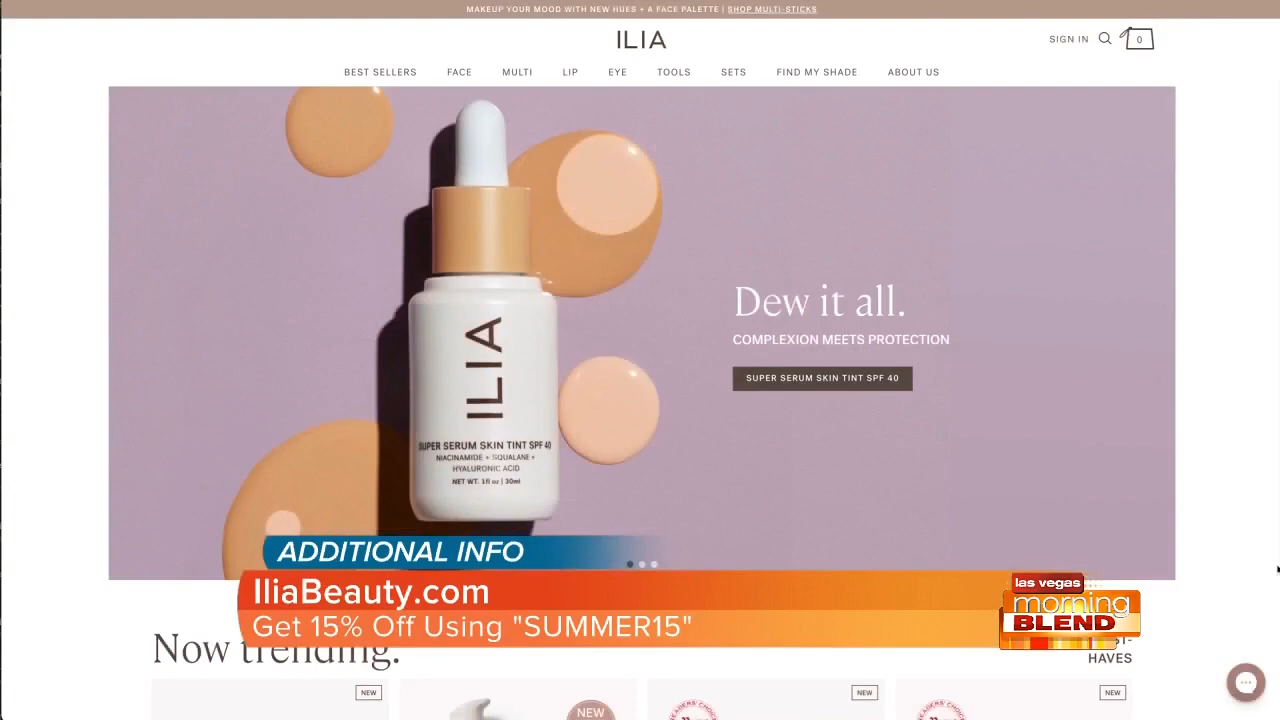 MAKEUP YOUR MOOD WITH NEW HUES + A FACE PALETTE | SHOP MULTI-STICKS
ILIA
SIGN IN
0
BEST SELLERS FACE MULTI LIP EYE TOOLS SETS FIND MY SHADE ABOUT US
Dew it all.
COMPLEXION MEETS PROTECTION
SUPER SERUM SKIN TINT SPF 40
ILIA
SUPER SERUM SKIN TINT SPF 40
NIACINAMIDE + SQUALANE +
HYALURONIC ACID
NET WT. 1fl oz | 30ml
ADDITIONAL INFO
IliaBeauty.com
Get 15% Off Using "SUMMER15"
las vegas
morning
BLEND
Now trending.
HAVES
NEW
NEW
NEW
NEW